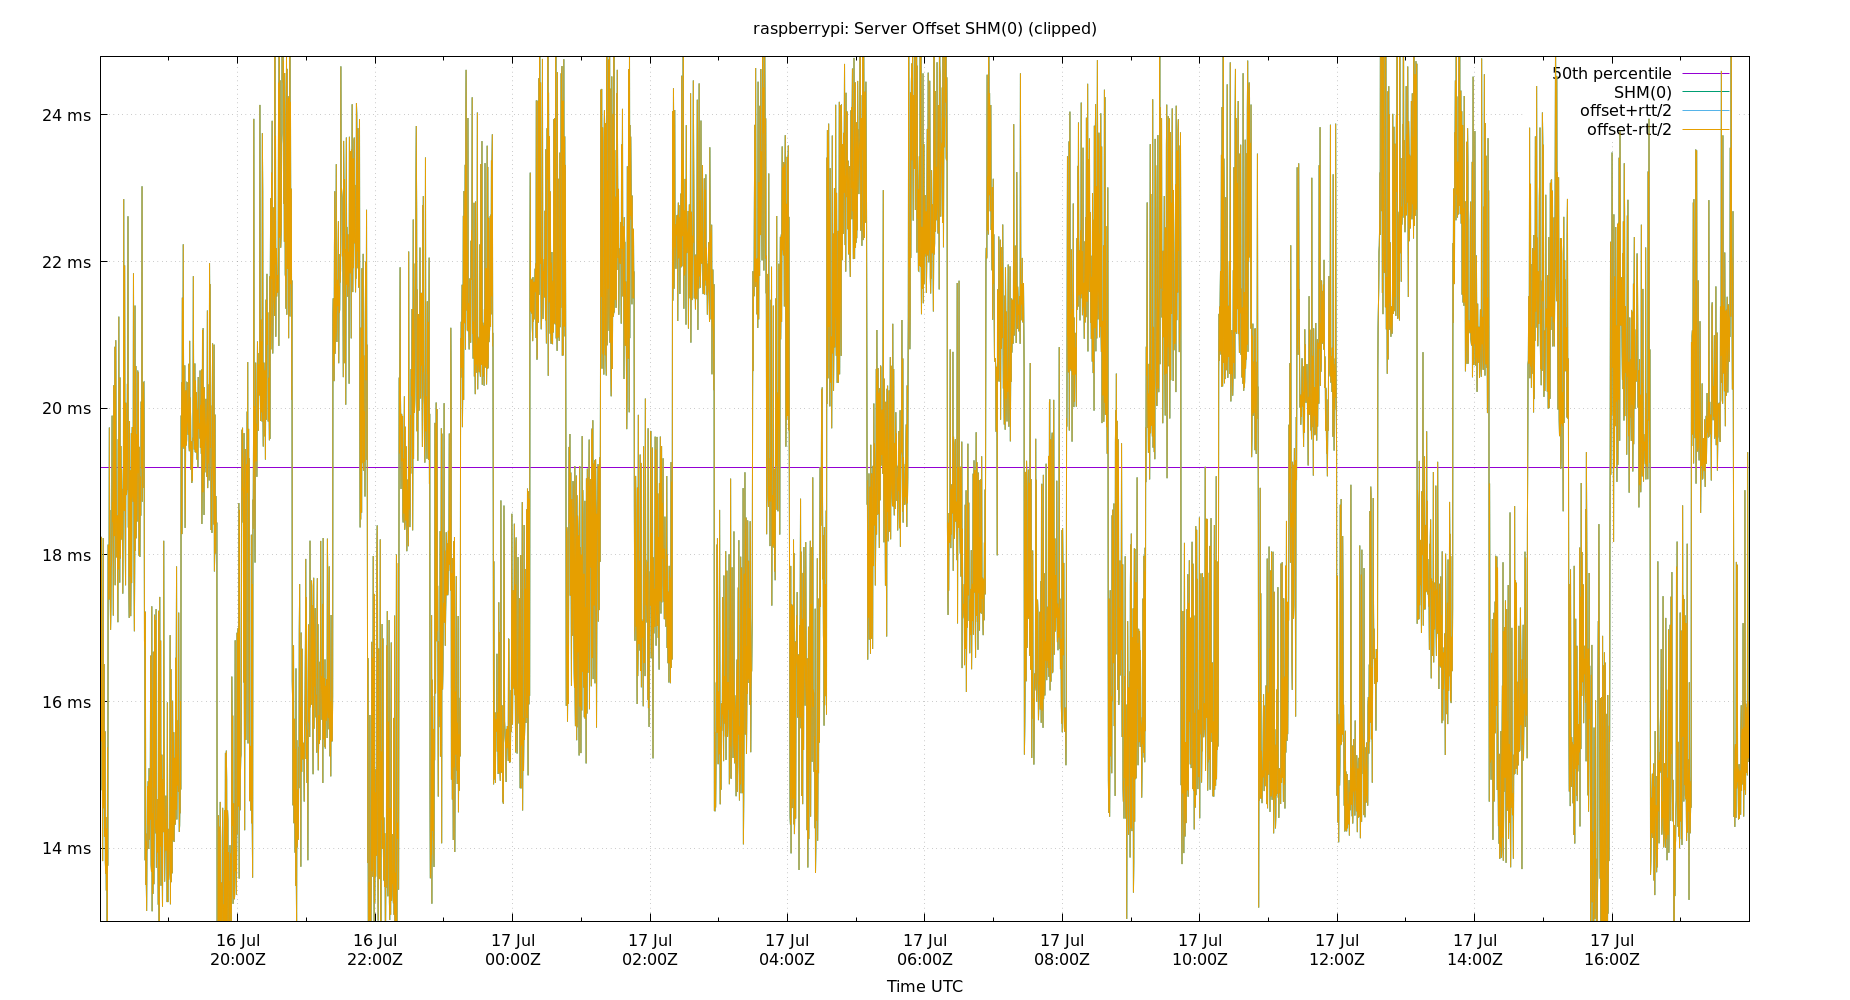 raspberrypi: Server Offset SHM(0) (clipped)
50th percentile
SHM(0)
offset+rtt/2
offset-rtt/2
24 ms
22 ms
20 ms
18 ms
16 ms
14 ms
16 Jul 16 Jul 17 Jul 17 Jul 17 Jul 17 Jul 17 Jul 17 Jul 17 Jul 17 Jul 17 Jul
20:00Z 22:00Z 00:00Z 02:00Z 04:00Z 06:00Z 08:00Z 10:00Z 12:00Z 14:00Z 16:00Z
Time UTC